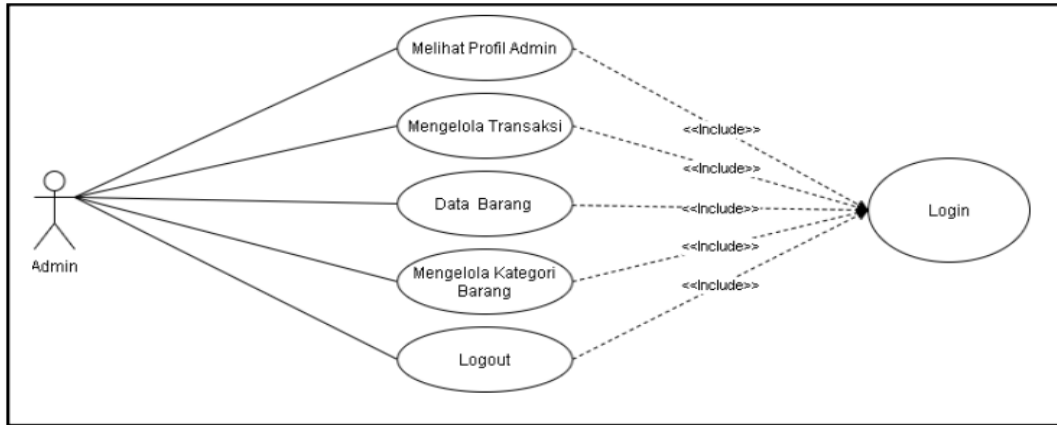 Melihat Profil Admin
<<Include>>
Mengelola Transaksi
<<Include>>
Data Barang
<<Include>>
Login
Admin
Mengelola Kategori
Barang
<<Include>>
Logout
<<Include>>